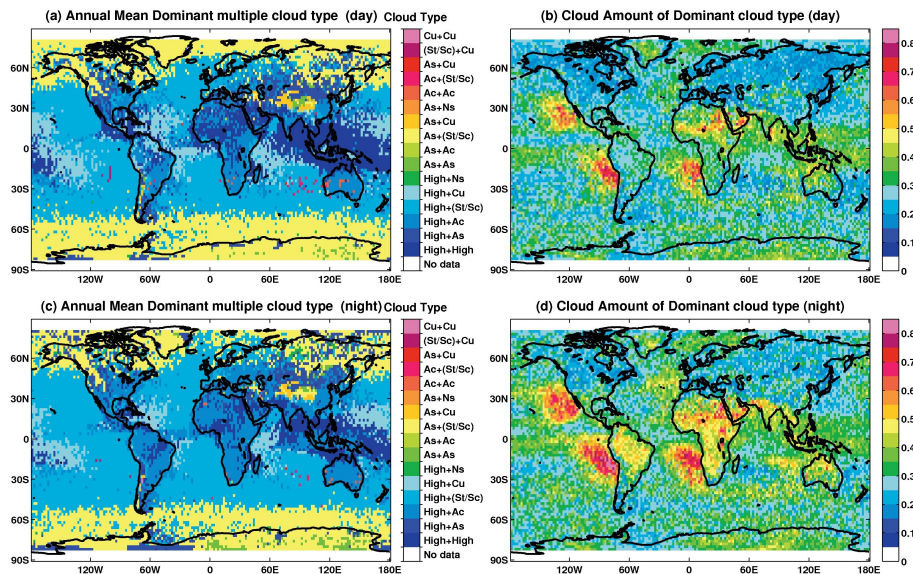 (a) Annual Mean Dominant multiple cloud type (day)
Cloud Type
60N
30N
0
30S
60S
90S
120W
60W
0
60E
120E
180E
Cu+Cu
(St/Sc)+Cu
As+Cu
Ac+(St/Sc)
Ac+Ac
As+Ns
As+Cu
As+(St/Sc)
As+Ac
As+As
High+Ns
High+Cu
High+(St/Sc)
High+Ac
High+As
High+High
No data
(b) Cloud Amount of Dominant cloud type (day)
60N
30N
0
30S
60S
90S
120W
60W
0
60E
120E
180E
0.8
0.7
0.6
0.5
0.4
0.3
0.2
0.1
0
(c) Annual Mean Dominant multiple cloud type (night)
Cloud Type
60N
30N
0
30S
60S
90S
120W
60W
0
60E
120E
180E
Cu+Cu
(St/Sc)+Cu
As+Cu
Ac+(St/Sc)
Ac+Ac
As+Ns
As+Cu
As+(St/Sc)
As+Ac
As+As
High+Ns
High+Cu
High+(St/Sc)
High+Ac
High+As
High+High
No data
(d) Cloud Amount of Dominant cloud type (night)
60N
30N
0
30S
60S
90S
120W
60W
0
60E
120E
180E
0.8
0.7
0.6
0.5
0.4
0.3
0.2
0.1
0